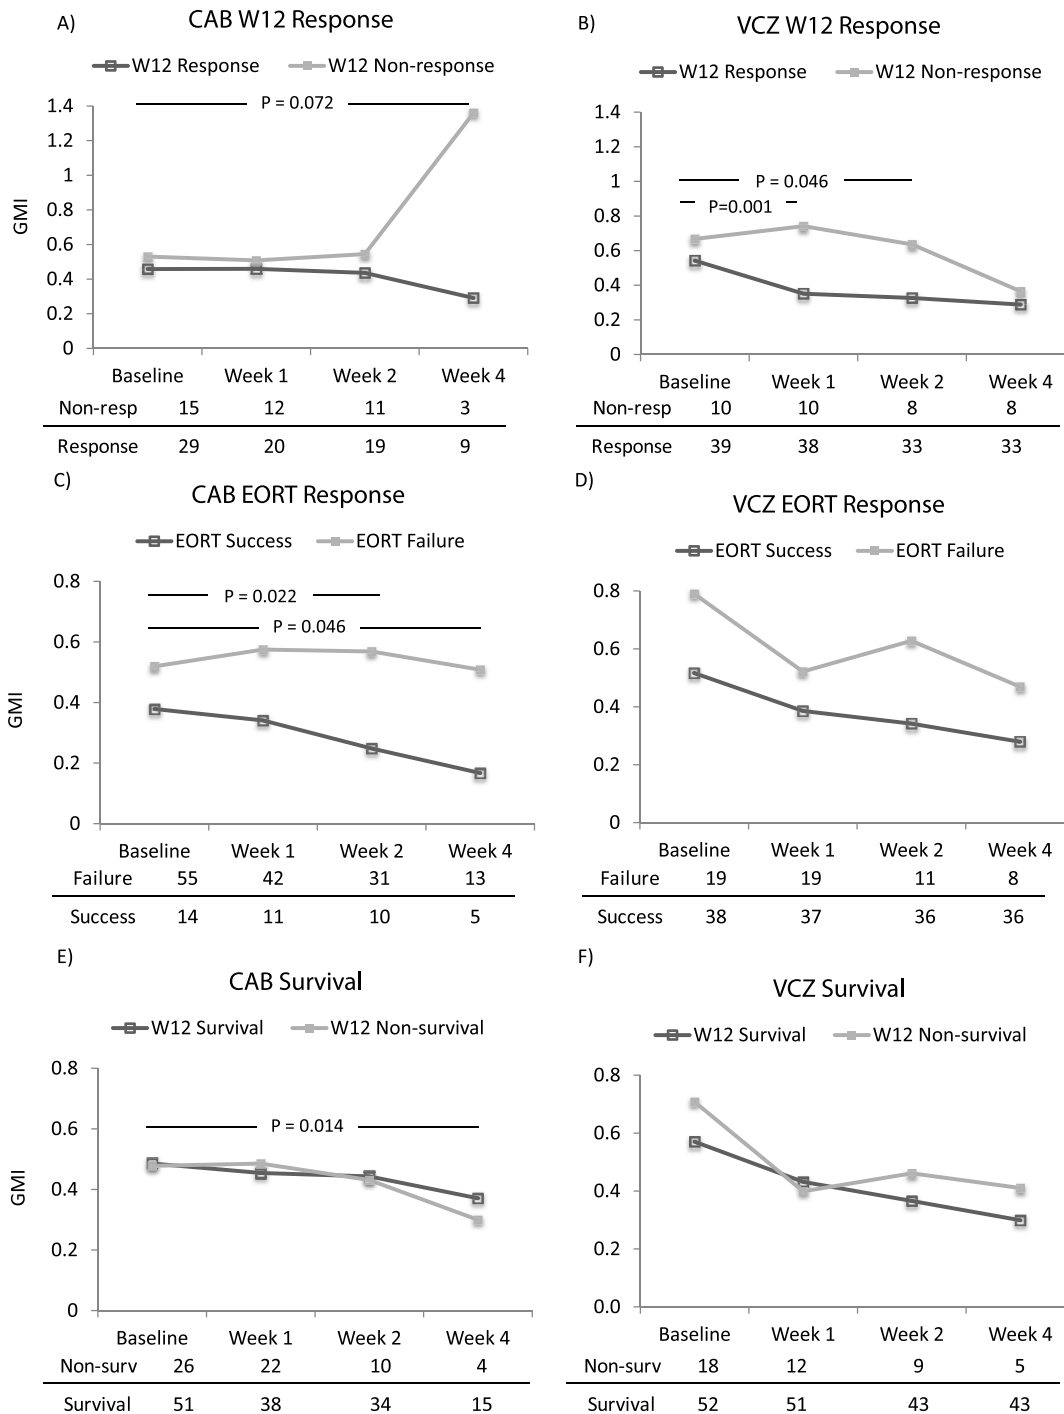 A) CAB W12 Response
W12 Response W12 Non-response
P = 0.072
1.4
1.2
1
0.8
0.6
0.4
0.2
0
GMI
Baseline Week 1 Week 2 Week 4
Non-resp 15 12 11 3
Response 29 20 19 9
B) VCZ W12 Response
W12 Response W12 Non-response
1.4
1.2
1
0.8
0.6
0.4
0.2
0
P = 0.046
P=0.001
Baseline Week 1 Week 2 Week 4
Non-resp 10 10 8 8
Response 39 38 33 33
C) CAB EORT Response
EORT Success EORT Failure
0.8
0.6
0.4
0.2
0
GMI
P = 0.022
P = 0.046
Baseline Week 1 Week 2 Week 4
Failure 55 42 31 13
Success 14 11 10 5
D) VCZ EORT Response
EORT Success EORT Failure
0.8
0.6
0.4
0.2
0
Baseline Week 1 Week 2 Week 4
Failure 19 19 11 8
Success 38 37 36 36
E) CAB Survival
W12 Survival W12 Non-survival
0.8
0.6
0.4
0.2
0
GMI
P = 0.014
Baseline Week 1 Week 2 Week 4
Non-surv 26 22 10 4
Survival 51 38 34 15
F) VCZ Survival
W12 Survival W12 Non-survival
0.8
0.6
0.4
0.2
0.0
Baseline Week 1 Week 2 Week 4
Non-surv 18 12 9 5
Survival 52 51 43 43